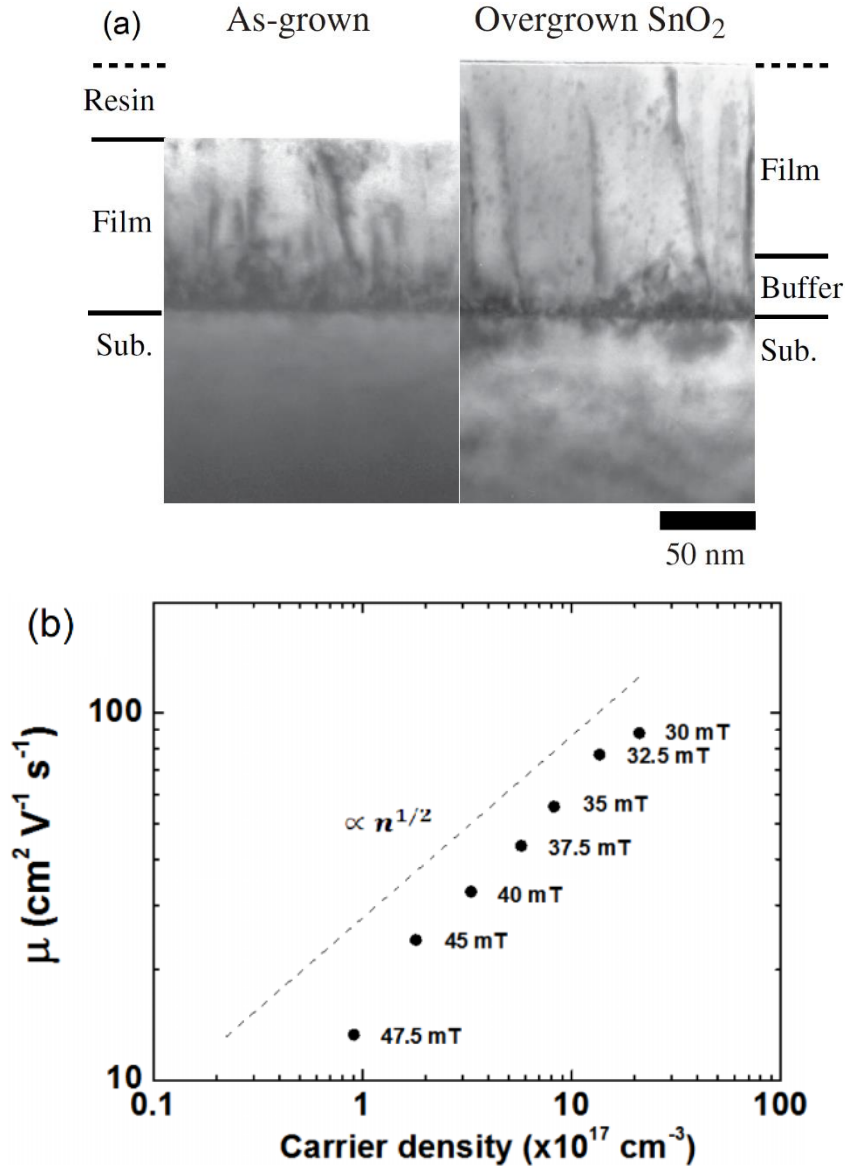 (a)
As-grown
Overgrown SnO₂
Resin
Film
Sub.
Film
Buffer
Sub.
50 nm
(b)
μ (cm² V⁻¹ s⁻¹)
100
10
∝ n^{1/2}
30 mT
32.5 mT
35 mT
37.5 mT
40 mT
45 mT
47.5 mT
0.1
1
10
100
Carrier density (x10¹⁷ cm⁻³)